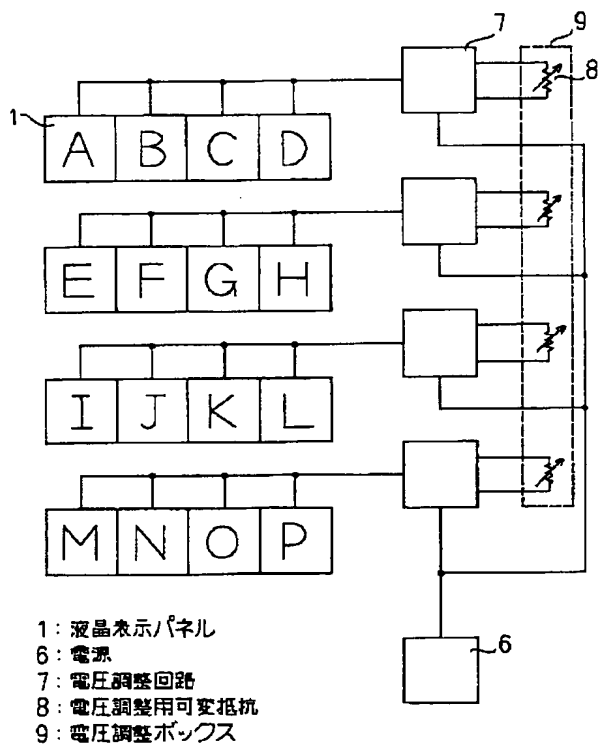 7
9
8
1
A B C D
E F G H
I J K L
M N O P
6
1：液晶表示パネル
6：電源
7：電圧調整回路
8：電圧調整用可変抵抗
9：電圧調整ボックス